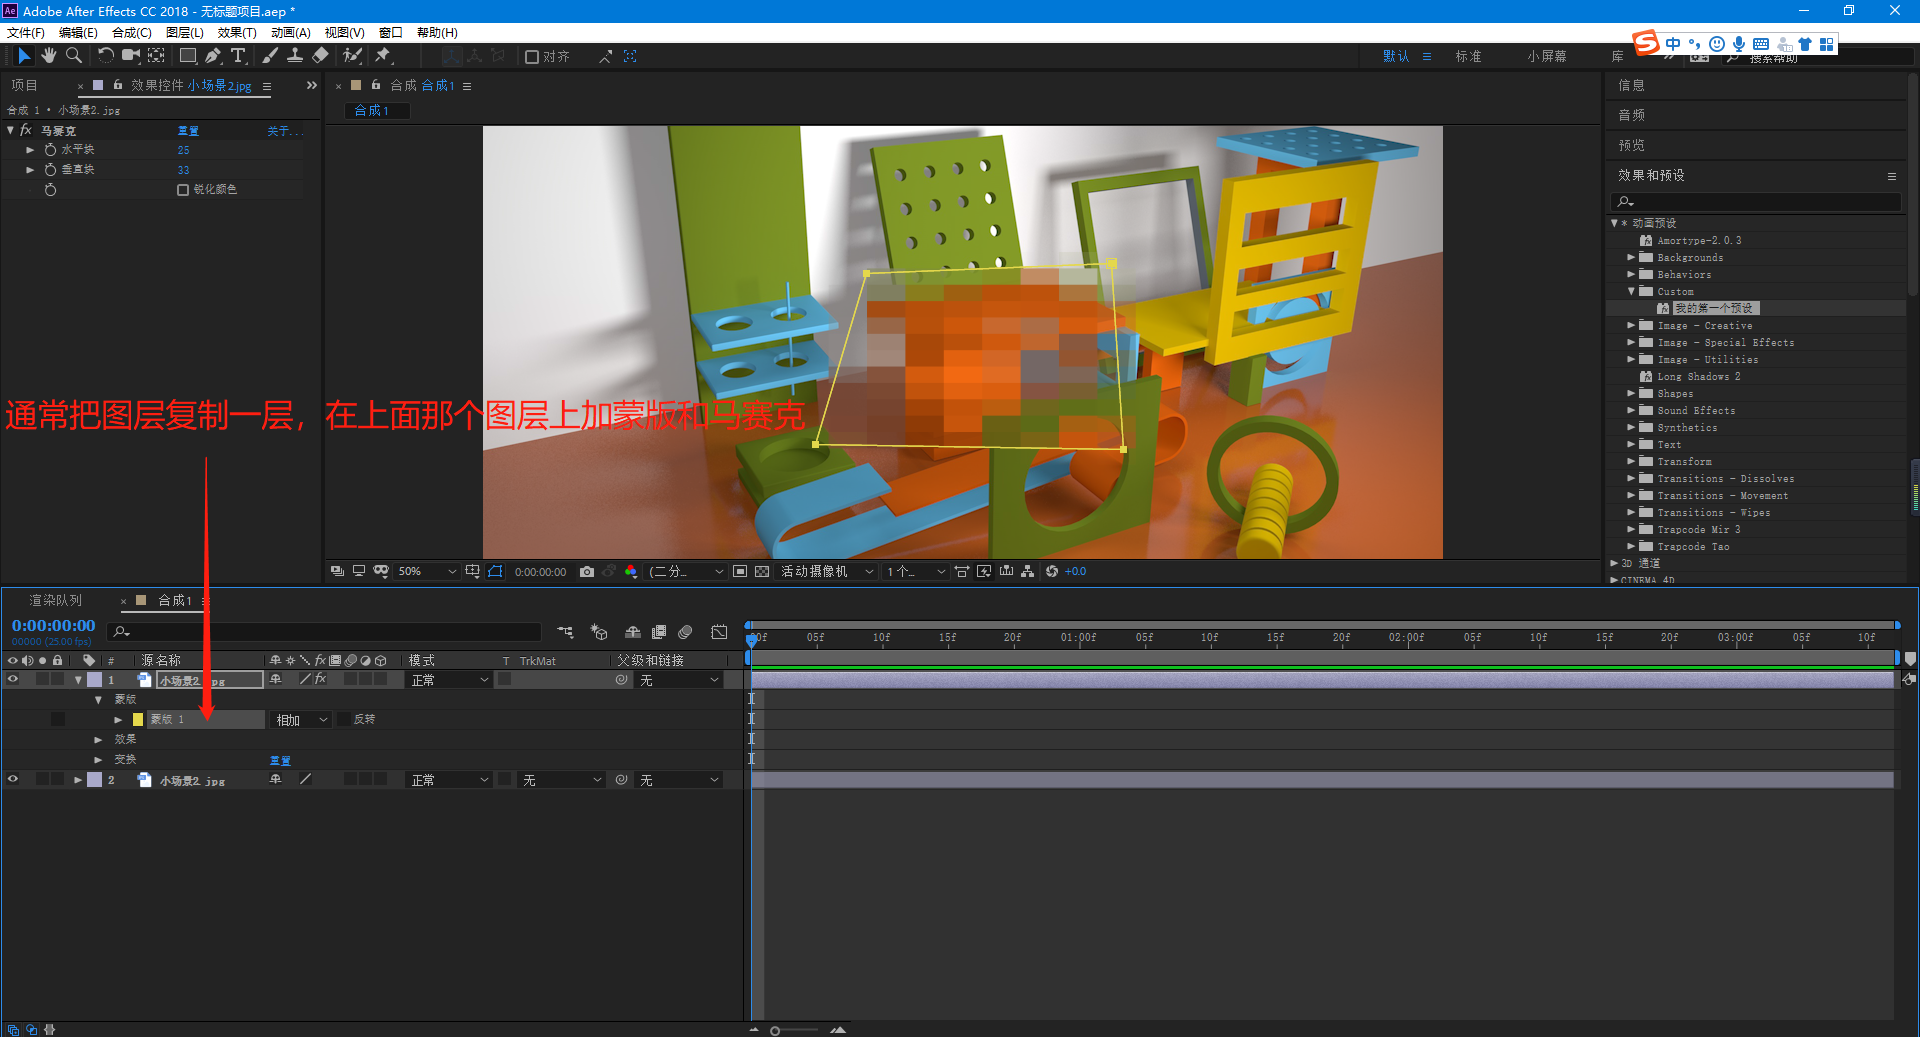 Adobe After Effects CC 2018 - 无标题项目.aep *
文件(F) 编辑(E) 合成(C) 图层(L) 效果(T) 动画(A) 视图(V) 窗口 帮助(H)
对齐 默认 标准 小屏幕 库 搜索帮助
中
项目 效果控件 小场景2.jpg
合成 1 • 小场景2.jpg
fx 马赛克 重置 关于...
水平块 25
垂直块 33
锐化颜色
合成 合成1
合成1
通常把图层复制一层，在上面那个图层上加蒙版和马赛克
50% 0:00:00:00 (二分... 活动摄像机 1个... +0.0
信息
音频
预览
效果和预设
* 动画预设
Amortype-2.0.3
Backgrounds
Behaviors
Custom
我的第一个预设
Image - Creative
Image - Special Effects
Image - Utilities
Long Shadows 2
Shapes
Sound Effects
Synthetics
Text
Transform
Transitions - Dissolves
Transitions - Movement
Transitions - Wipes
Trapcode Mir 3
Trapcode Tao
3D 通道
CINEMA 4D
渲染队列 合成1
0:00:00:00
00000 (25.00 fps)
00f 05f 10f 15f 20f 01:00f 05f 10f 15f 20f 02:00f 05f 10f 15f 20f 03:00f 05f 10f
# 源名称 fx 模式 T TrkMat 父级和链接
1 小场景2.jpg fx 正常 无
蒙版
蒙版 1 相加 反转
效果
变换 重置
2 小场景2.jpg 正常 无 无